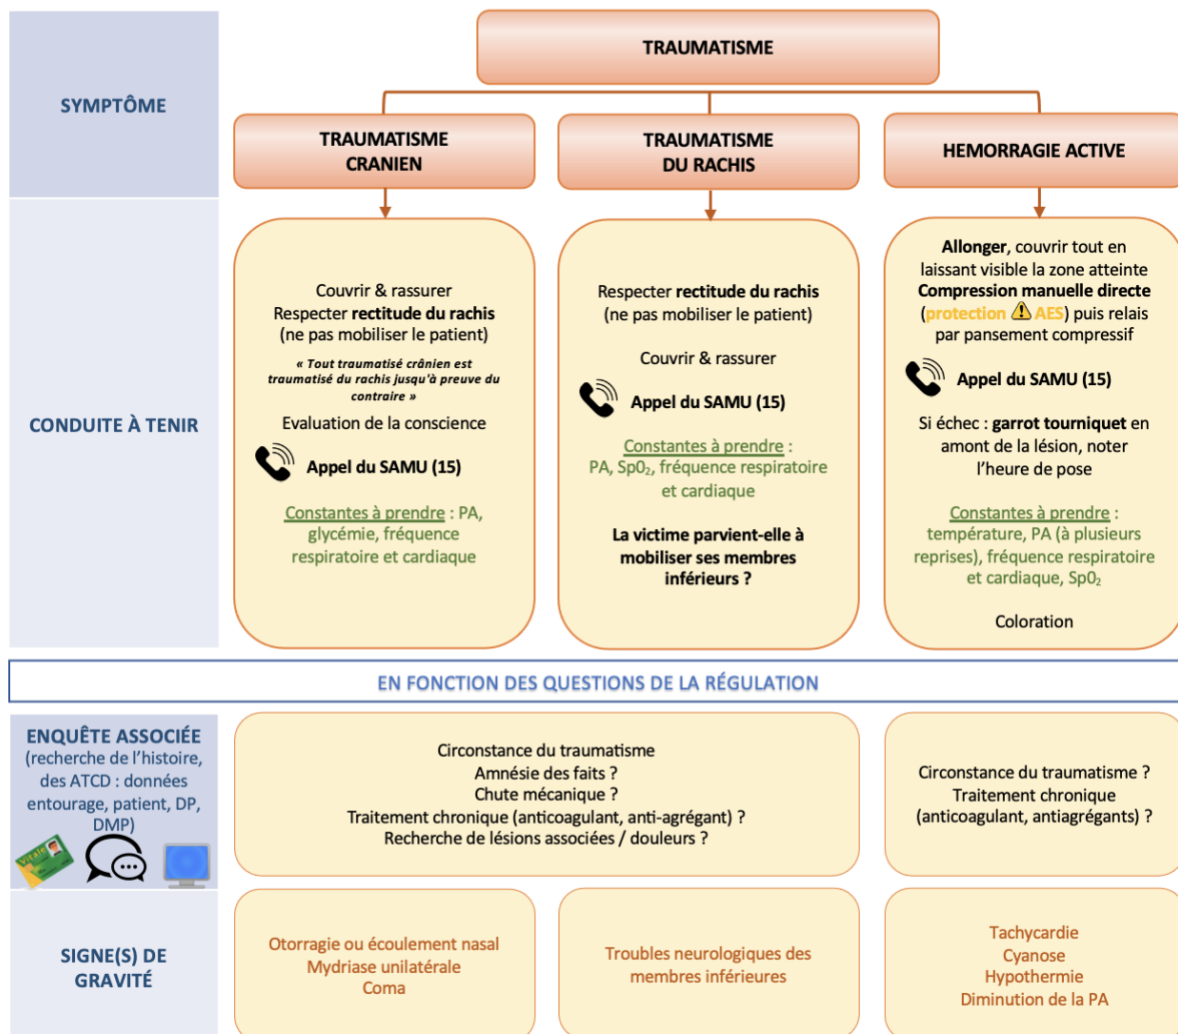 TRAUMATISME
SYMPTÔME
TRAUMATISME
CRANIEN
TRAUMATISME
DU RACHIS
HEMORRAGIE ACTIVE
CONDUITE À TENIR
Couvrir & rassurer
Respecter rectitude du rachis
(ne pas mobiliser le patient)
« Tout traumatisé crânien est
traumatisé du rachis jusqu'à preuve du
contraire »
Evaluation de la conscience
Appel du SAMU (15)
Constantes à prendre : PA,
glycémie, fréquence
respiratoire et cardiaque
Respecter rectitude du rachis
(ne pas mobiliser le patient)
Couvrir & rassurer
Appel du SAMU (15)
Constantes à prendre :
PA, Sp0₂, fréquence respiratoire
et cardiaque
La victime parvient-elle à
mobiliser ses membres
inférieurs ?
Allonger, couvrir tout en
laissant visible la zone atteinte
Compression manuelle directe
(protection ⚠ AES) puis relais
par pansement compressif
Appel du SAMU (15)
Si échec : garrot tourniquet en
amont de la lésion, noter
l'heure de pose
Constantes à prendre :
température, PA (à plusieurs
reprises), fréquence respiratoire
et cardiaque, Sp0₂
Coloration
EN FONCTION DES QUESTIONS DE LA RÉGULATION
ENQUÊTE ASSOCIÉE
(recherche de l'histoire,
des ATCD : données
entourage, patient, DP,
DMP)
Vitale
Circonstance du traumatisme
Amnésie des faits ?
Chute mécanique ?
Traitement chronique (anticoagulant, anti-agrégant) ?
Recherche de lésions associées / douleurs ?
Circonstance du traumatisme ?
Traitement chronique
(anticoagulant, antiagrégants) ?
SIGNE(S) DE
GRAVITÉ
Otorragie ou écoulement nasal
Mydriase unilatérale
Coma
Troubles neurologiques des
membres inférieures
Tachycardie
Cyanose
Hypothermie
Diminution de la PA